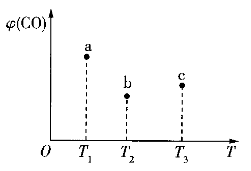 φ(CO)
a
b
c
O T₁ T₂ T₃ T